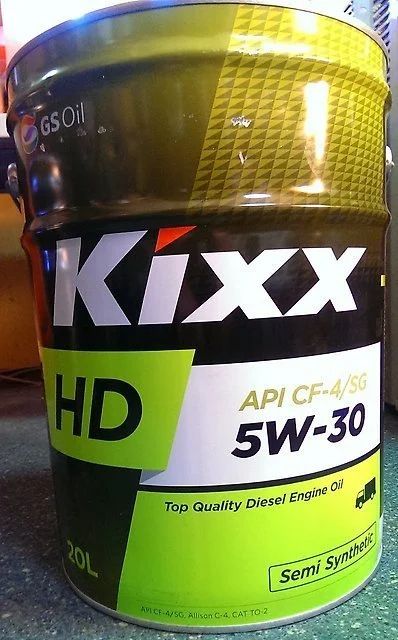 GS Oil
Kixx
HD
API CF-4/SG
5W-30
Top Quality Diesel Engine Oil
20L
Semi Synthetic
API CF-4/SG, Allison C-4, CAT TO-2